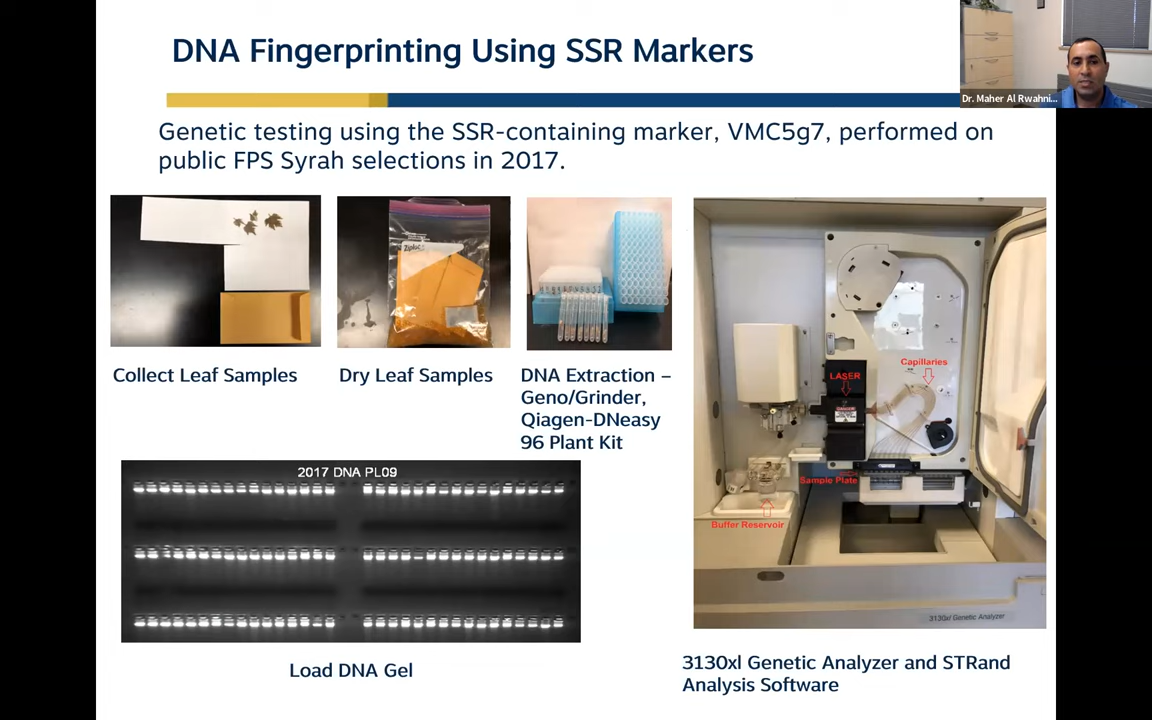 DNA Fingerprinting Using SSR Markers
Dr. Maher Al Rwahni...
Genetic testing using the SSR-containing marker, VMC5g7, performed on
public FPS Syrah selections in 2017.
Ziploc
Collect Leaf Samples
Dry Leaf Samples
DNA Extraction –
Geno/Grinder,
Qiagen-DNeasy
96 Plant Kit
2017 DNA PL09
Load DNA Gel
Capillaries
LASER
Sample Plate
Buffer Reservoir
3130xl Genetic Analyzer
3130xl Genetic Analyzer and STRand
Analysis Software